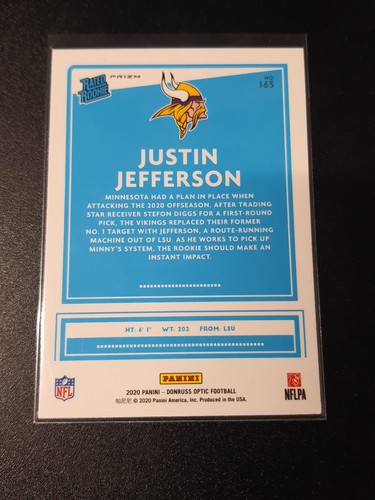 RATED
ROOKIE
PRIZM
NO.
165
JUSTIN
JEFFERSON
MINNESOTA HAD A PLAN IN PLACE WHEN
ATTACKING THE 2020 OFFSEASON. AFTER TRADING
STAR RECEIVER STEFON DIGGS FOR A FIRST-ROUND
PICK, THE VIKINGS REPLACED THEIR FORMER
NO. 1 TARGET WITH JEFFERSON, A ROUTE-RUNNING
MACHINE OUT OF LSU. AS HE WORKS TO PICK UP
MINNY'S SYSTEM, THE ROOKIE SHOULD MAKE AN
INSTANT IMPACT.
HT: 6' 1" WT: 202 FROM: LSU
PANINI
NFL
NFLPA
2020 PANINI – DONRUSS OPTIC FOOTBALL
帕尼尼 © 2020 Panini America, Inc. Produced in the USA.